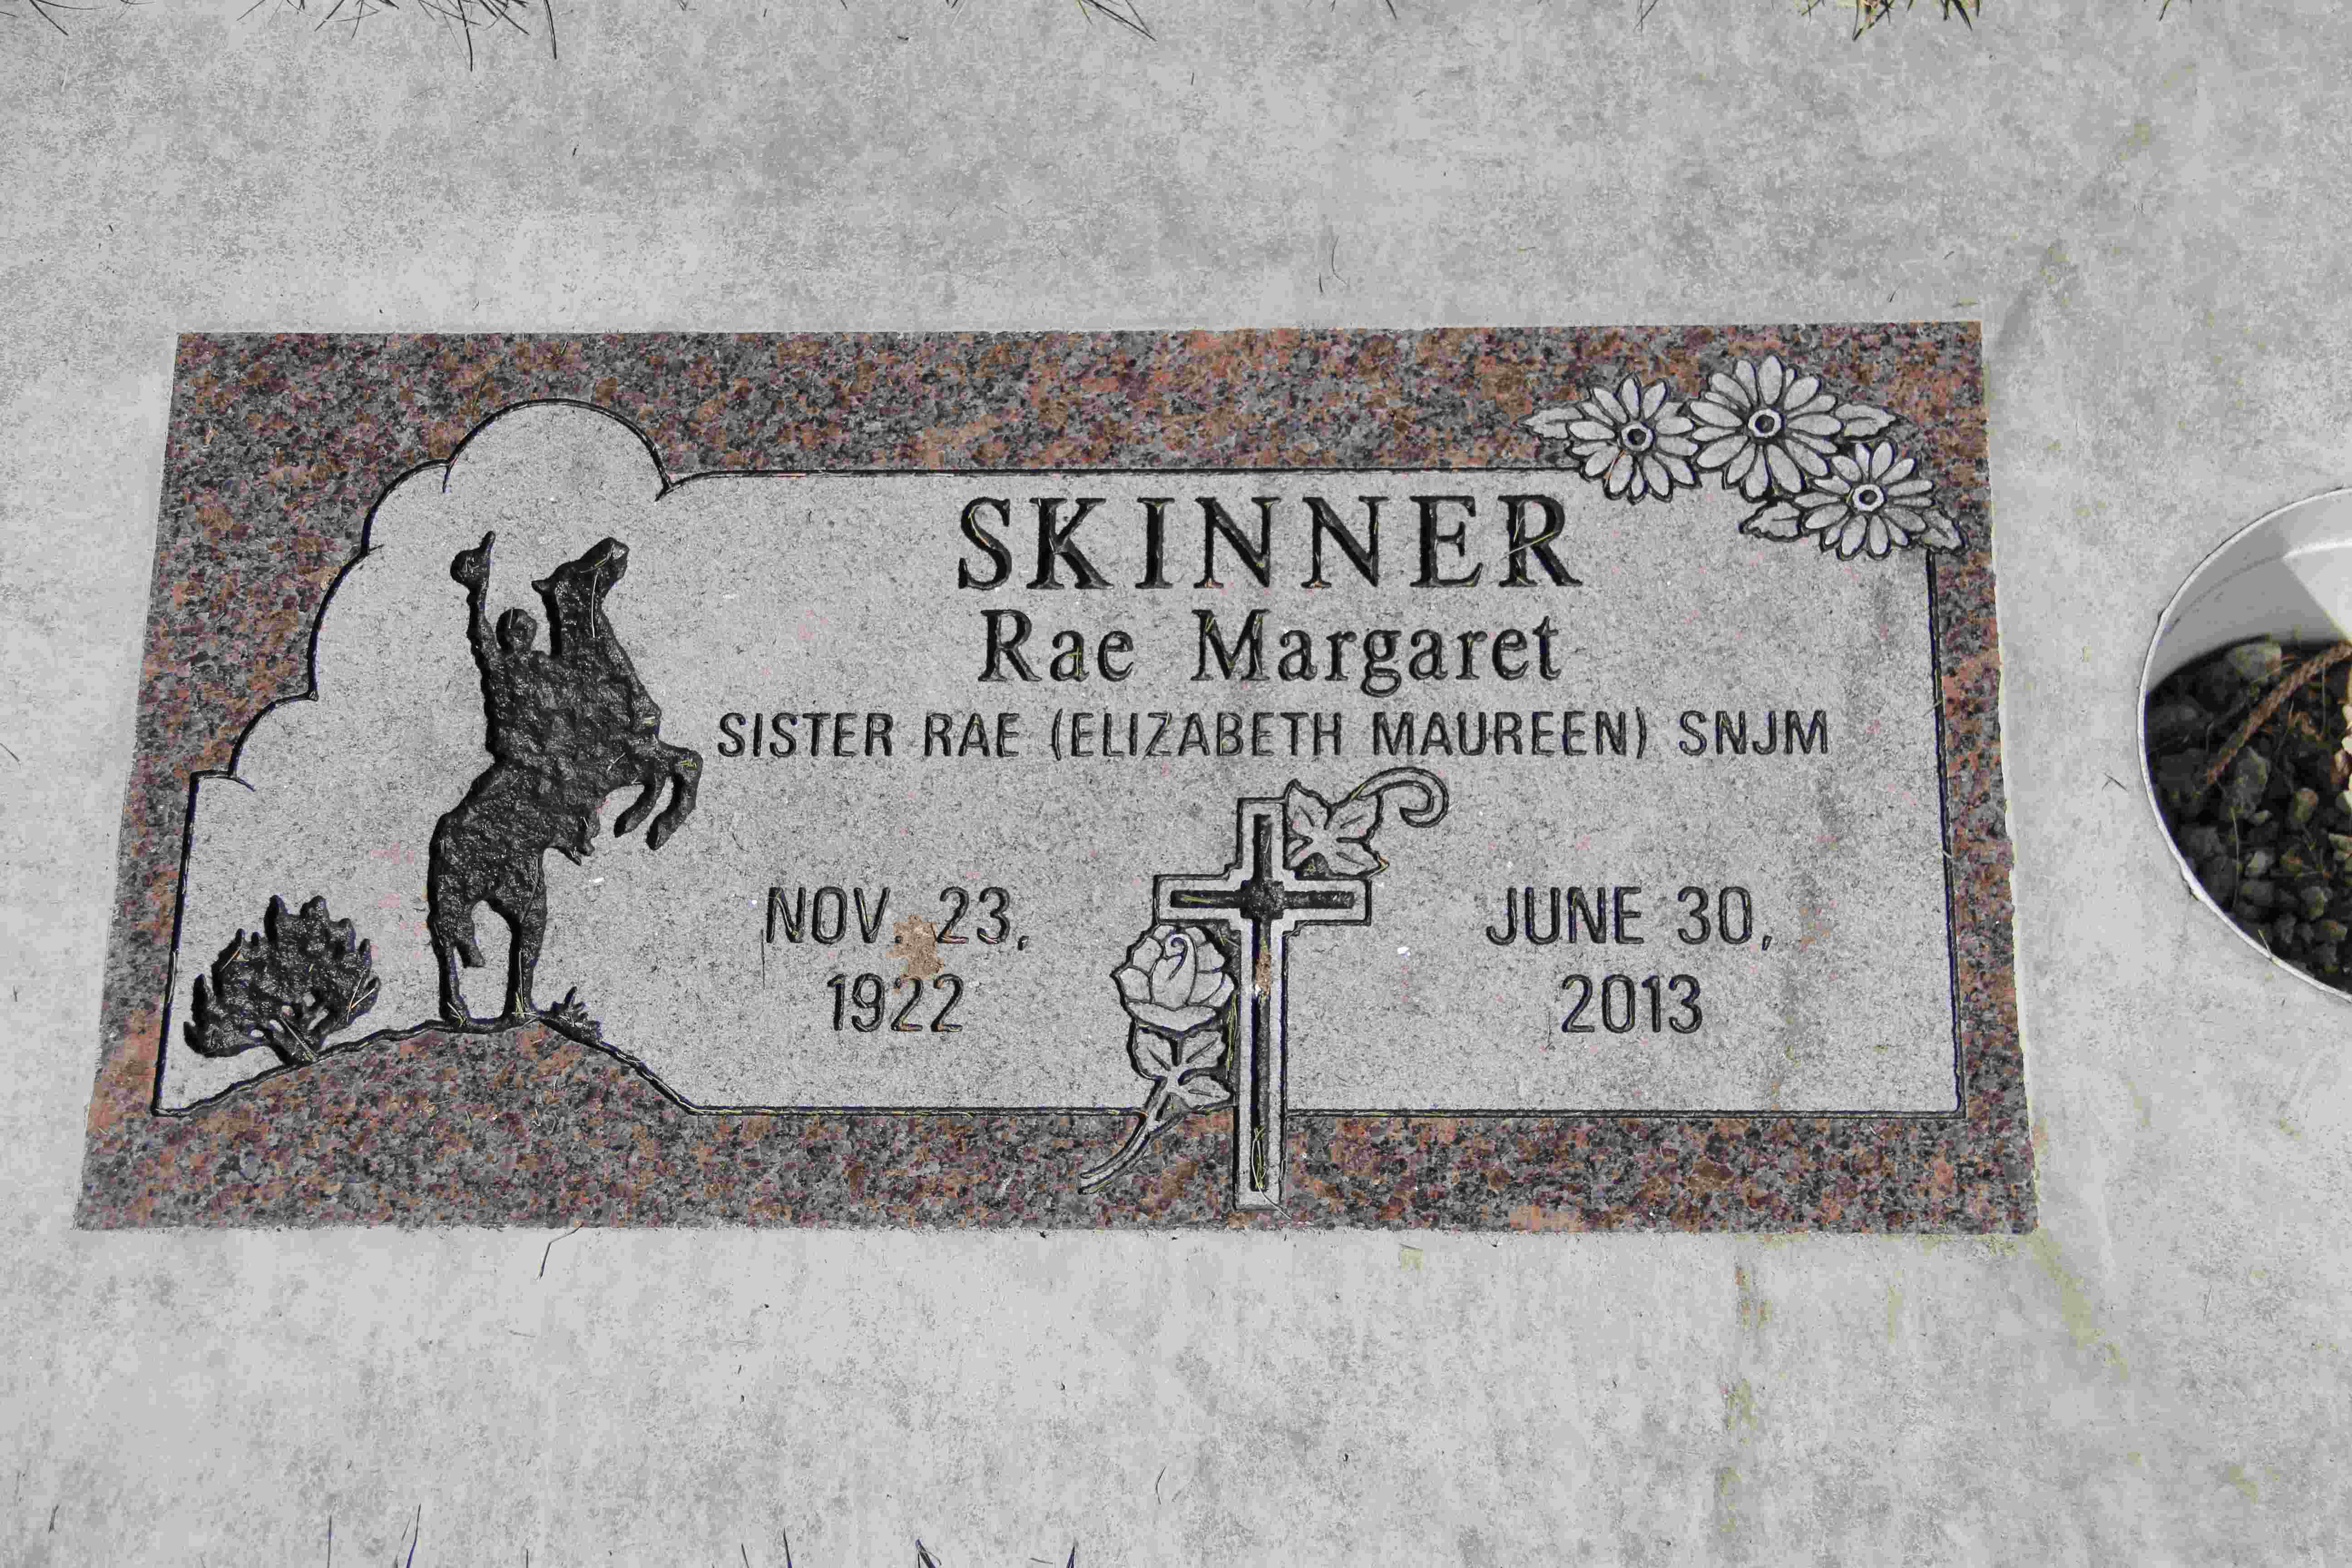 SKINNER
Rae Margaret
SISTER RAE (ELIZABETH MAUREEN) SNJM
NOV. 23,
1922
JUNE 30,
2013